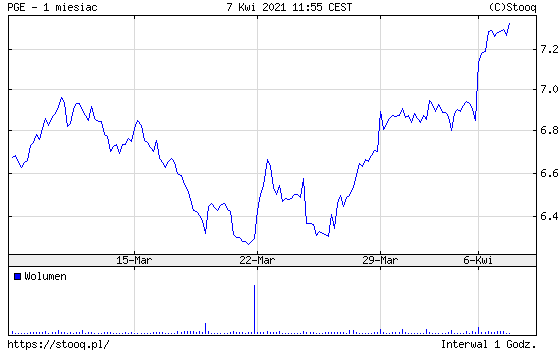 PGE - 1 miesiac 7 Kwi 2021 11:55 CEST (C)Stooq
7.2
7.0
6.8
6.6
6.4
15-Mar 22-Mar 29-Mar 6-Kwi
Wolumen
https://stooq.pl/ Interwal 1 Godz.